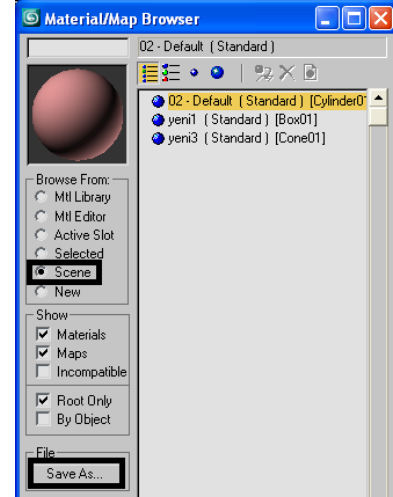 Material/Map Browser
02 - Default ( Standard )
02 - Default ( Standard ) [Cylinder0
yeni1 ( Standard ) [Box01]
yeni3 ( Standard ) [Cone01]
Browse From:
Mtl Library
Mtl Editor
Active Slot
Selected
Scene
New
Show
Materials
Maps
Incompatible
Root Only
By Object
File
Save As...